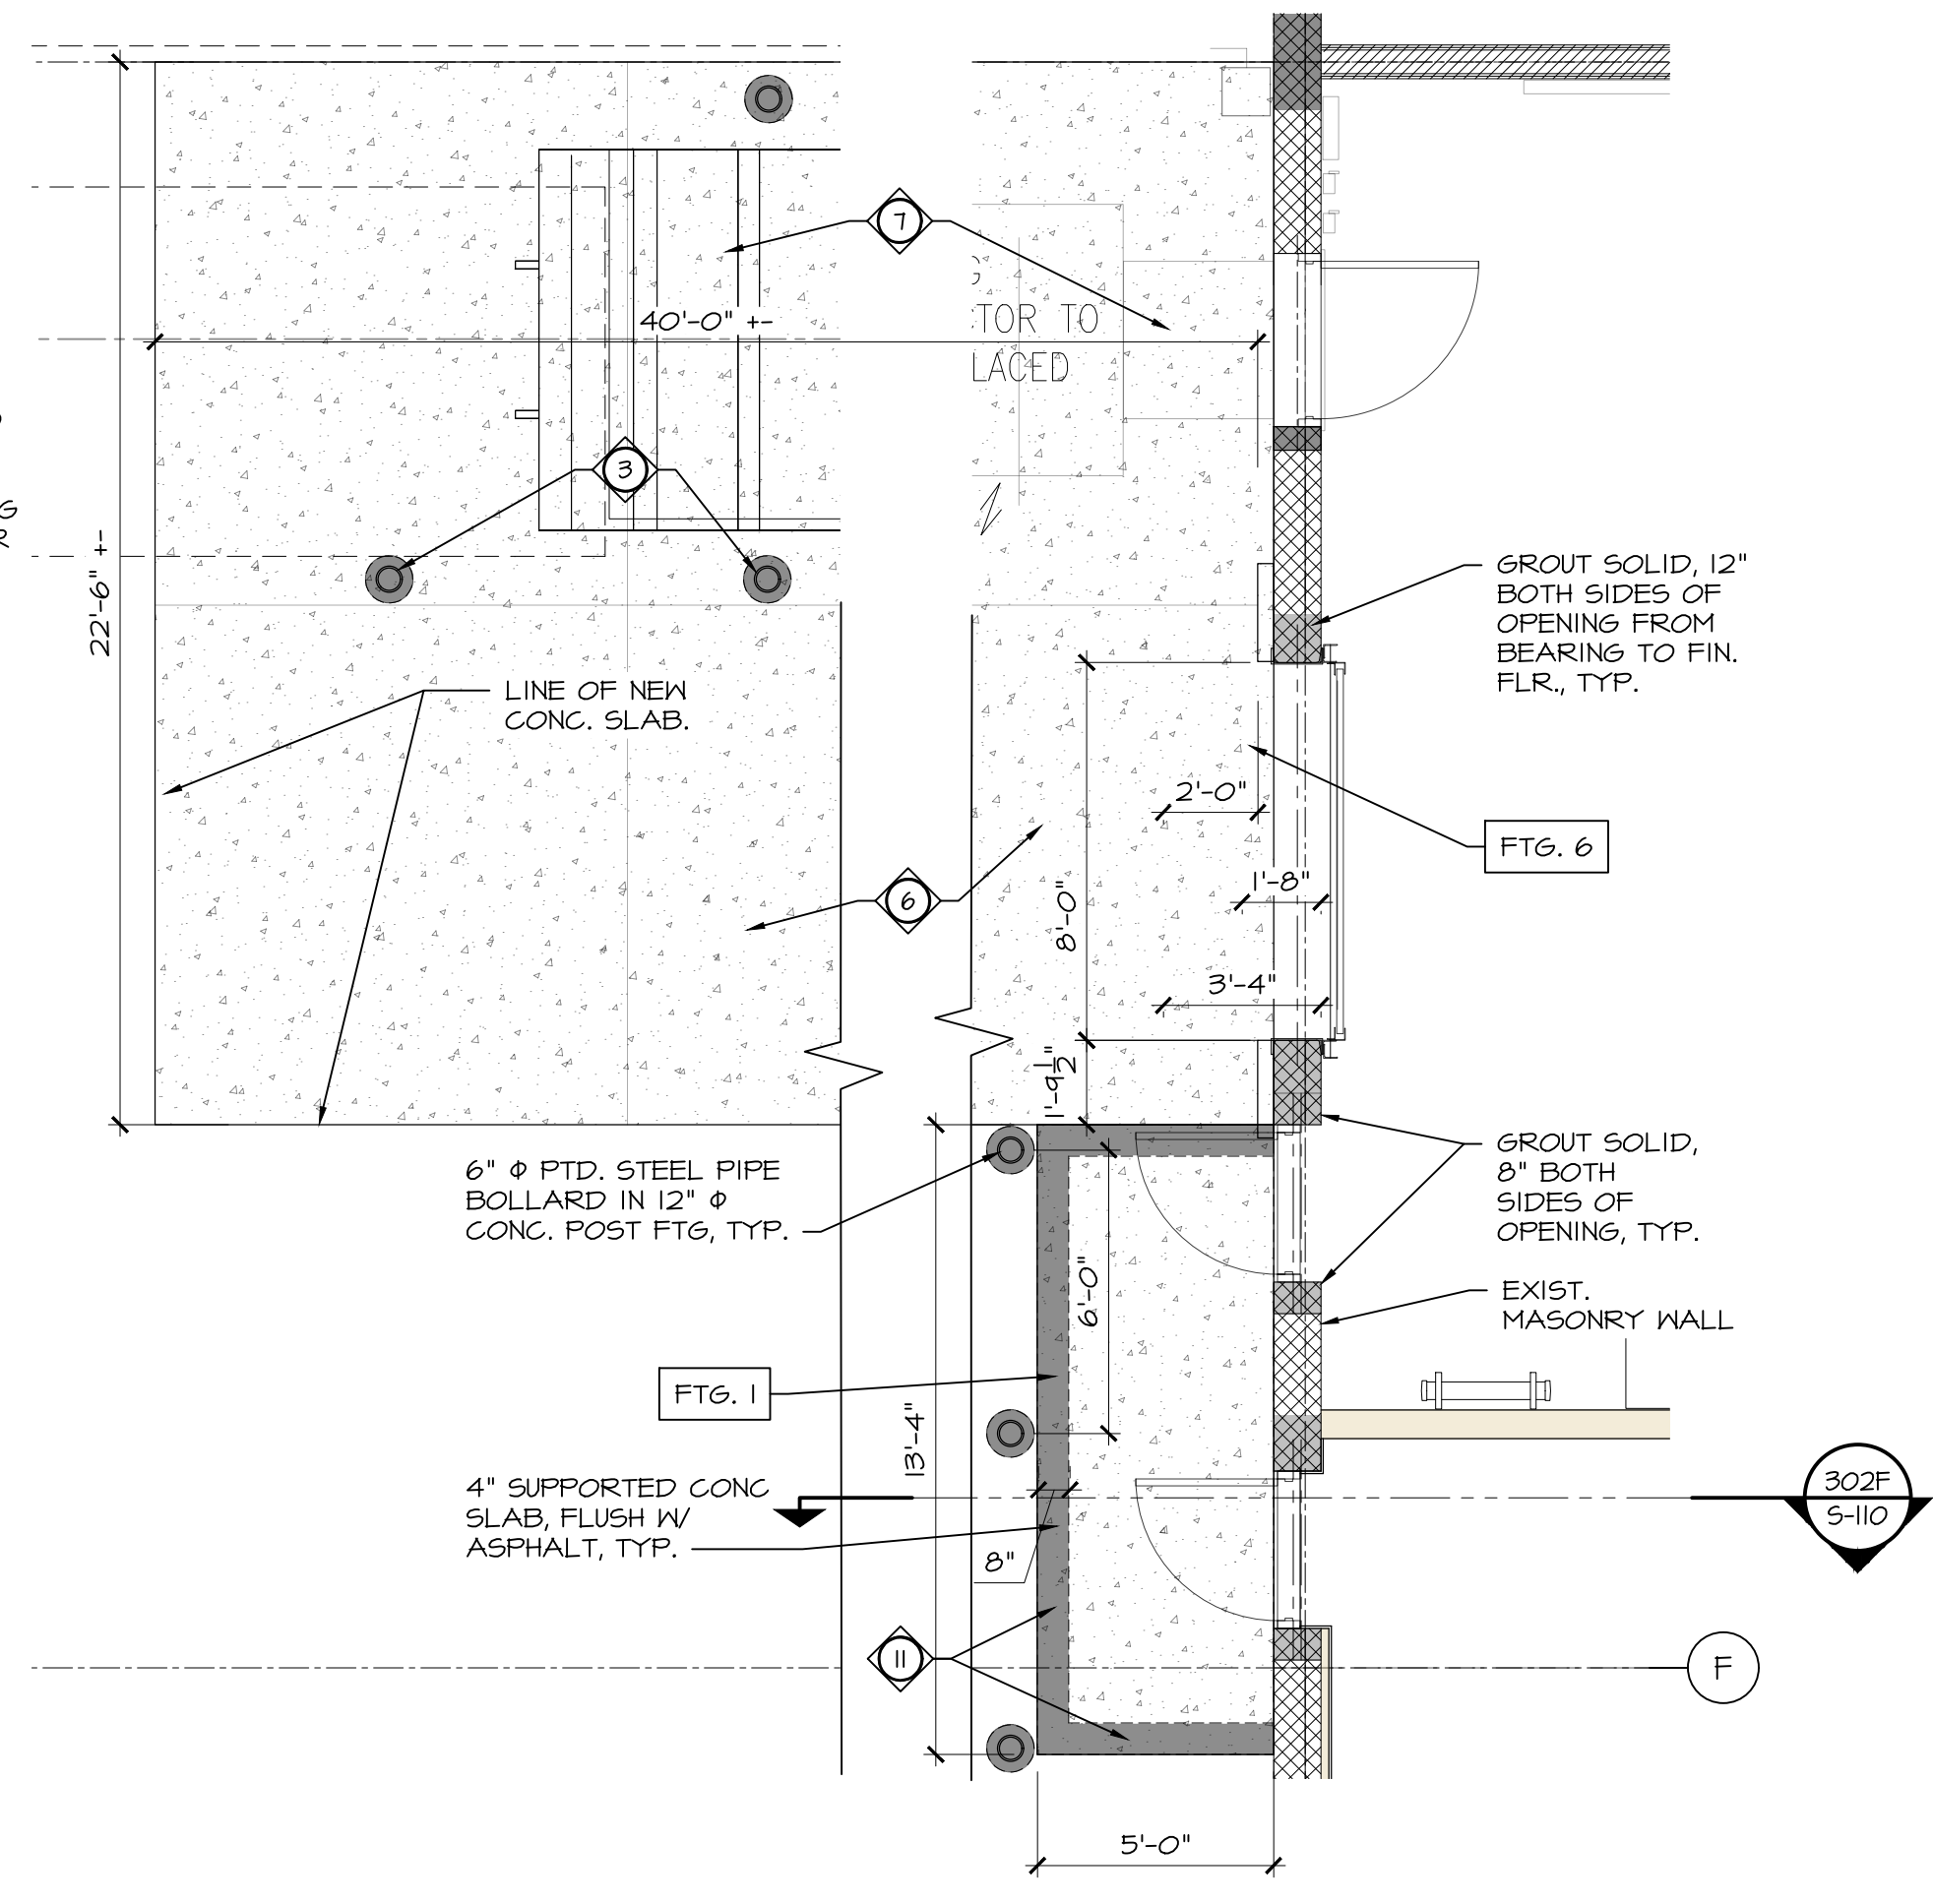 7
TOR TO
40'-0" +-
LACED
3
G
R
22'-6" +-
GROUT SOLID, 12"
BOTH SIDES OF
OPENING FROM
BEARING TO FIN.
FLR., TYP.
LINE OF NEW
CONC. SLAB.
2'-0"
FTG. 6
1'-8"
6
8'-0"
3'-4"
1'-9 1/2"
6" Φ PTD. STEEL PIPE
BOLLARD IN 12" Φ
CONC. POST FTG, TYP.
GROUT SOLID,
8" BOTH
SIDES OF
OPENING, TYP.
6'-0"
EXIST.
MASONRY WALL
FTG. 1
13'-4"
4" SUPPORTED CONC
SLAB, FLUSH W/
ASPHALT, TYP.
302F
S-110
8"
11
F
5'-0"